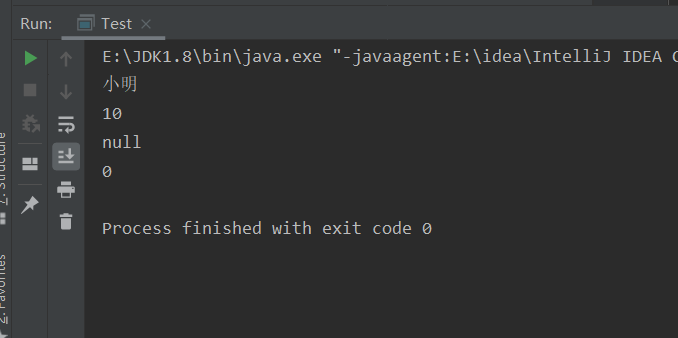 Run: Test
E:\JDK1.8\bin\java.exe "-javaagent:E:\idea\IntelliJ IDEA C
小明
10
null
0
Process finished with exit code 0
Z: Structure
2: Favorites